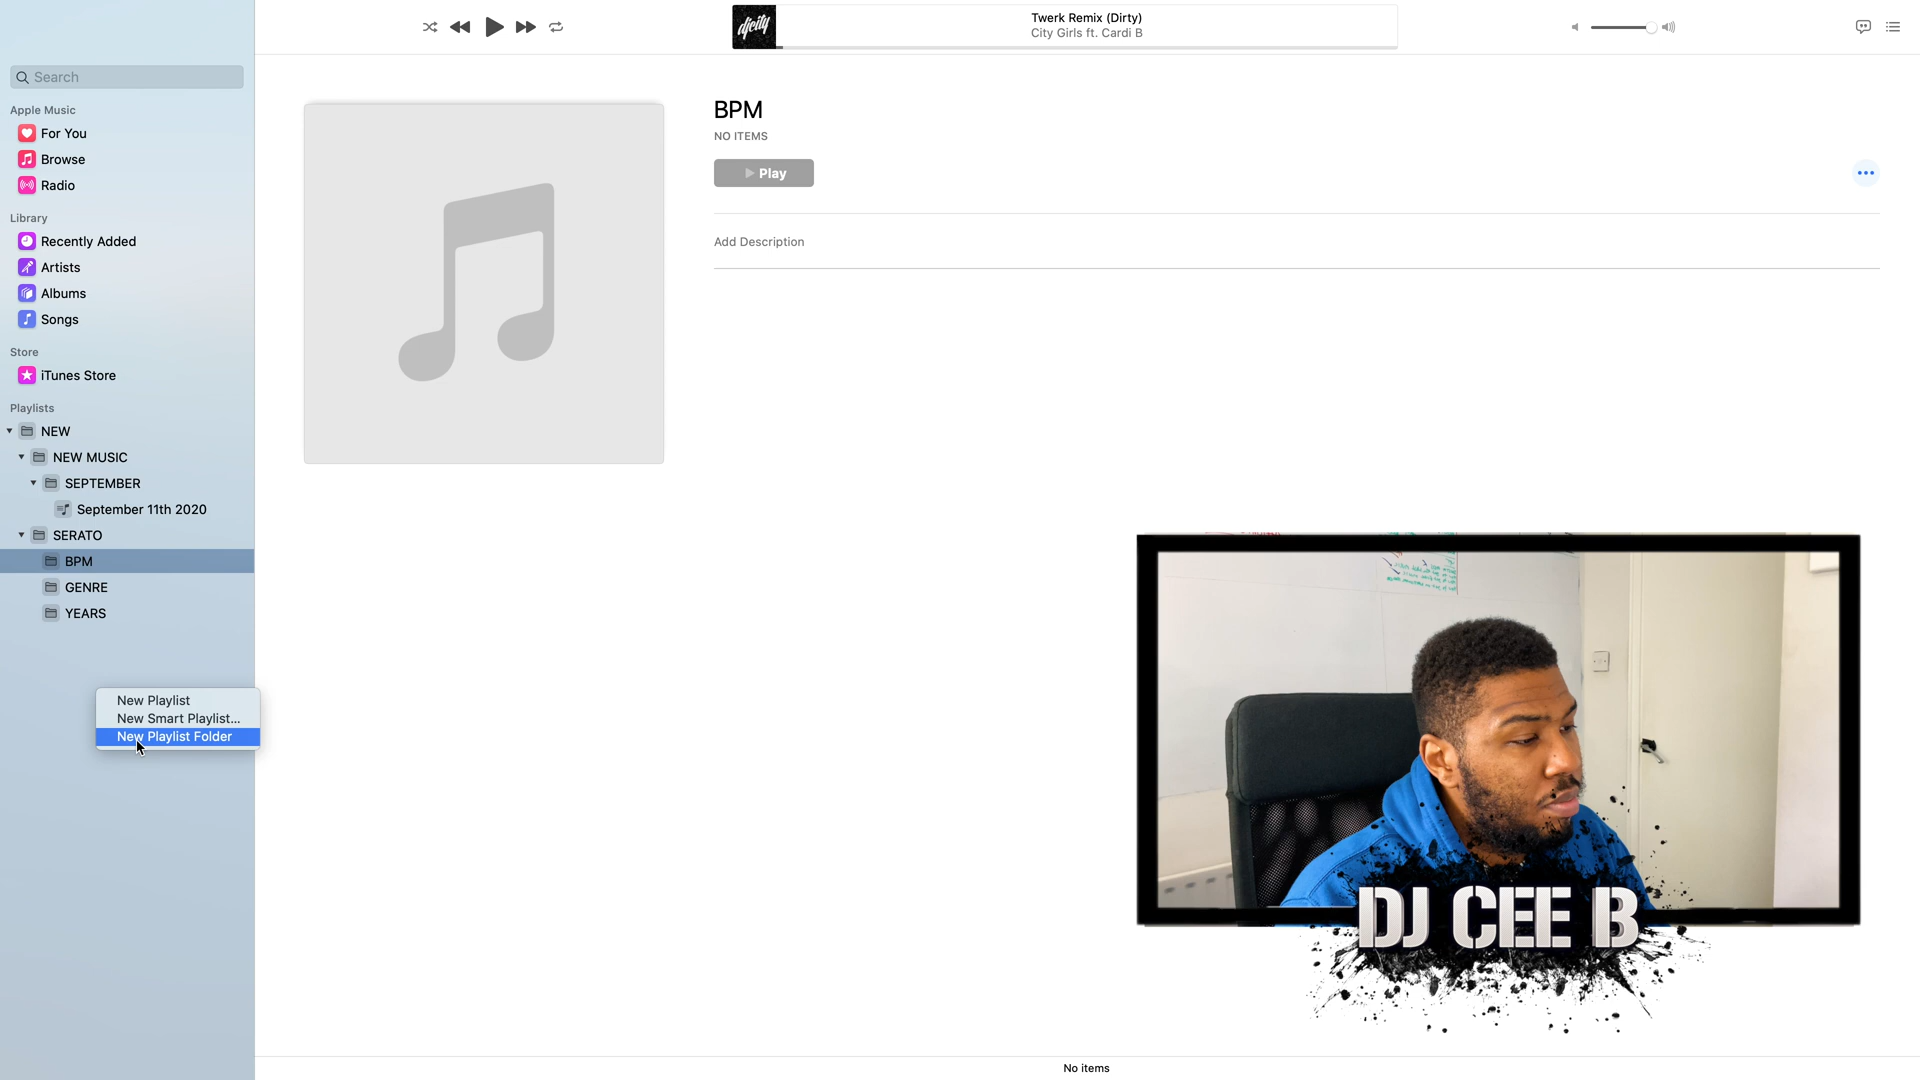 djcity
Twerk Remix (Dirty)
City Girls ft. Cardi B
Search
Apple Music
For You
Browse
Radio
Library
Recently Added
Artists
Albums
Songs
Store
iTunes Store
Playlists
NEW
NEW MUSIC
SEPTEMBER
September 11th 2020
SERATO
BPM
GENRE
YEARS
New Playlist
New Smart Playlist...
New Playlist Folder
BPM
NO ITEMS
Play
Add Description
DJ CEE B
No items